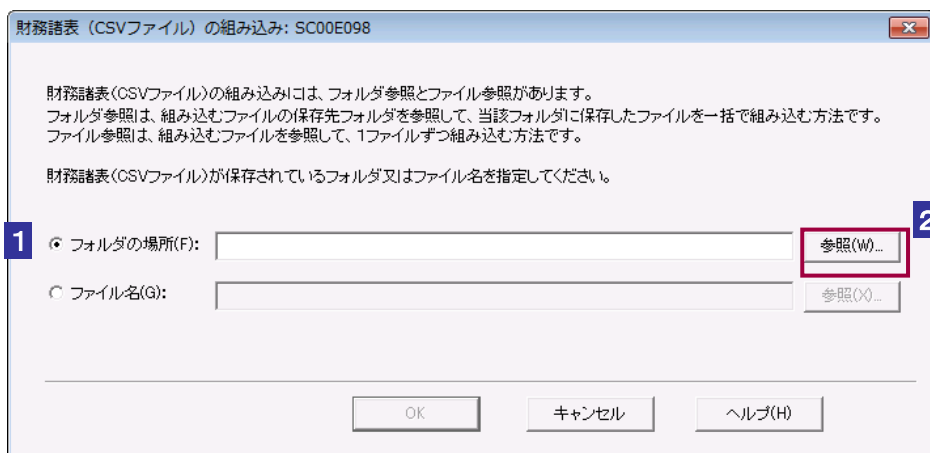 財務諸表（CSVファイル）の組み込み: SC00E098
財務諸表(CSVファイル)の組み込みには、フォルダ参照とファイル参照があります。
フォルダ参照は、組み込むファイルの保存先フォルダを参照して、当該フォルダに保存したファイルを一括で組み込む方法です。
ファイル参照は、組み込むファイルを参照して、1ファイルずつ組み込む方法です。
財務諸表(CSVファイル)が保存されているフォルダ又はファイル名を指定してください。
1 フォルダの場所(F): 参照(W)... 2
ファイル名(G): 参照(X)...
OK キャンセル ヘルプ(H)